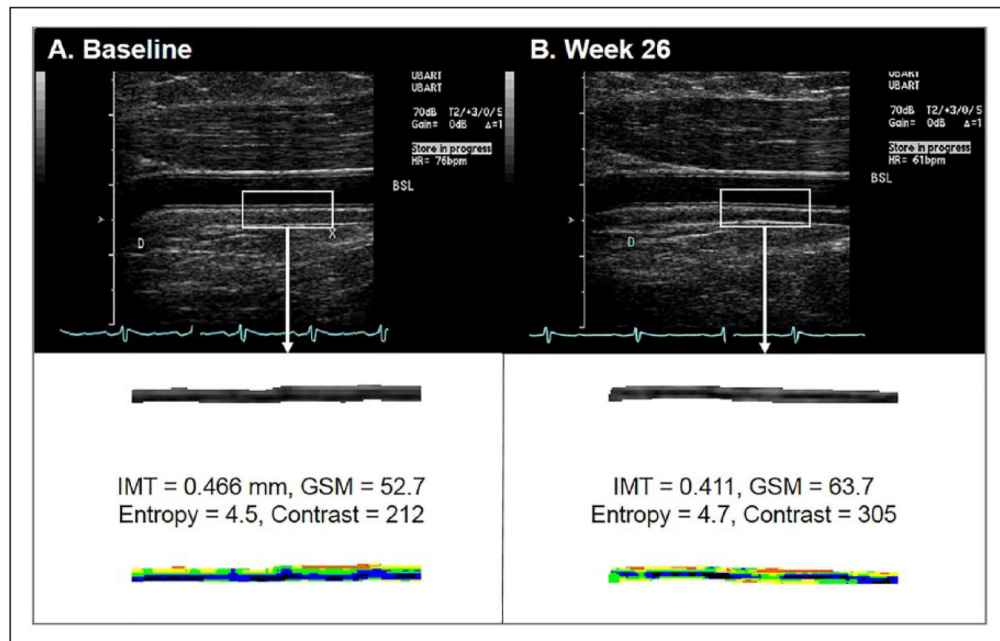 A. Baseline
UBART
UBART
70dB T2/+3/0/5
Gain= 0dB Δ=1
Store in progress
HR= 76bpm
BSL
D
X
IMT = 0.466 mm, GSM = 52.7
Entropy = 4.5, Contrast = 212
B. Week 26
UBART
UBART
70dB T2/+3/0/5
Gain= 0dB Δ=1
Store in progress
HR= 61bpm
BSL
D
IMT = 0.411, GSM = 63.7
Entropy = 4.7, Contrast = 305